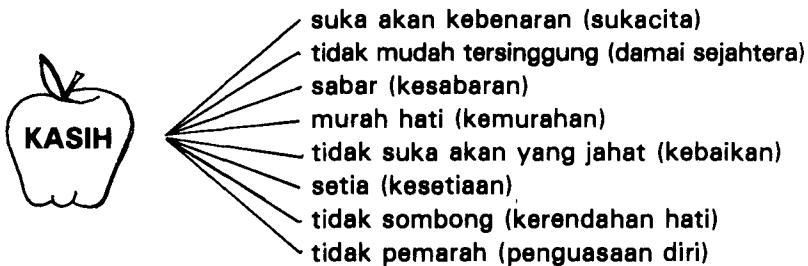 KASIH
suka akan kebenaran (sukacita)
tidak mudah tersinggung (damai sejahtera)
sabar (kesabaran)
murah hati (kemurahan)
tidak suka akan yang jahat (kebaikan)
setia (kesetiaan)
tidak sombong (kerendahan hati)
tidak pemarah (penguasaan diri)